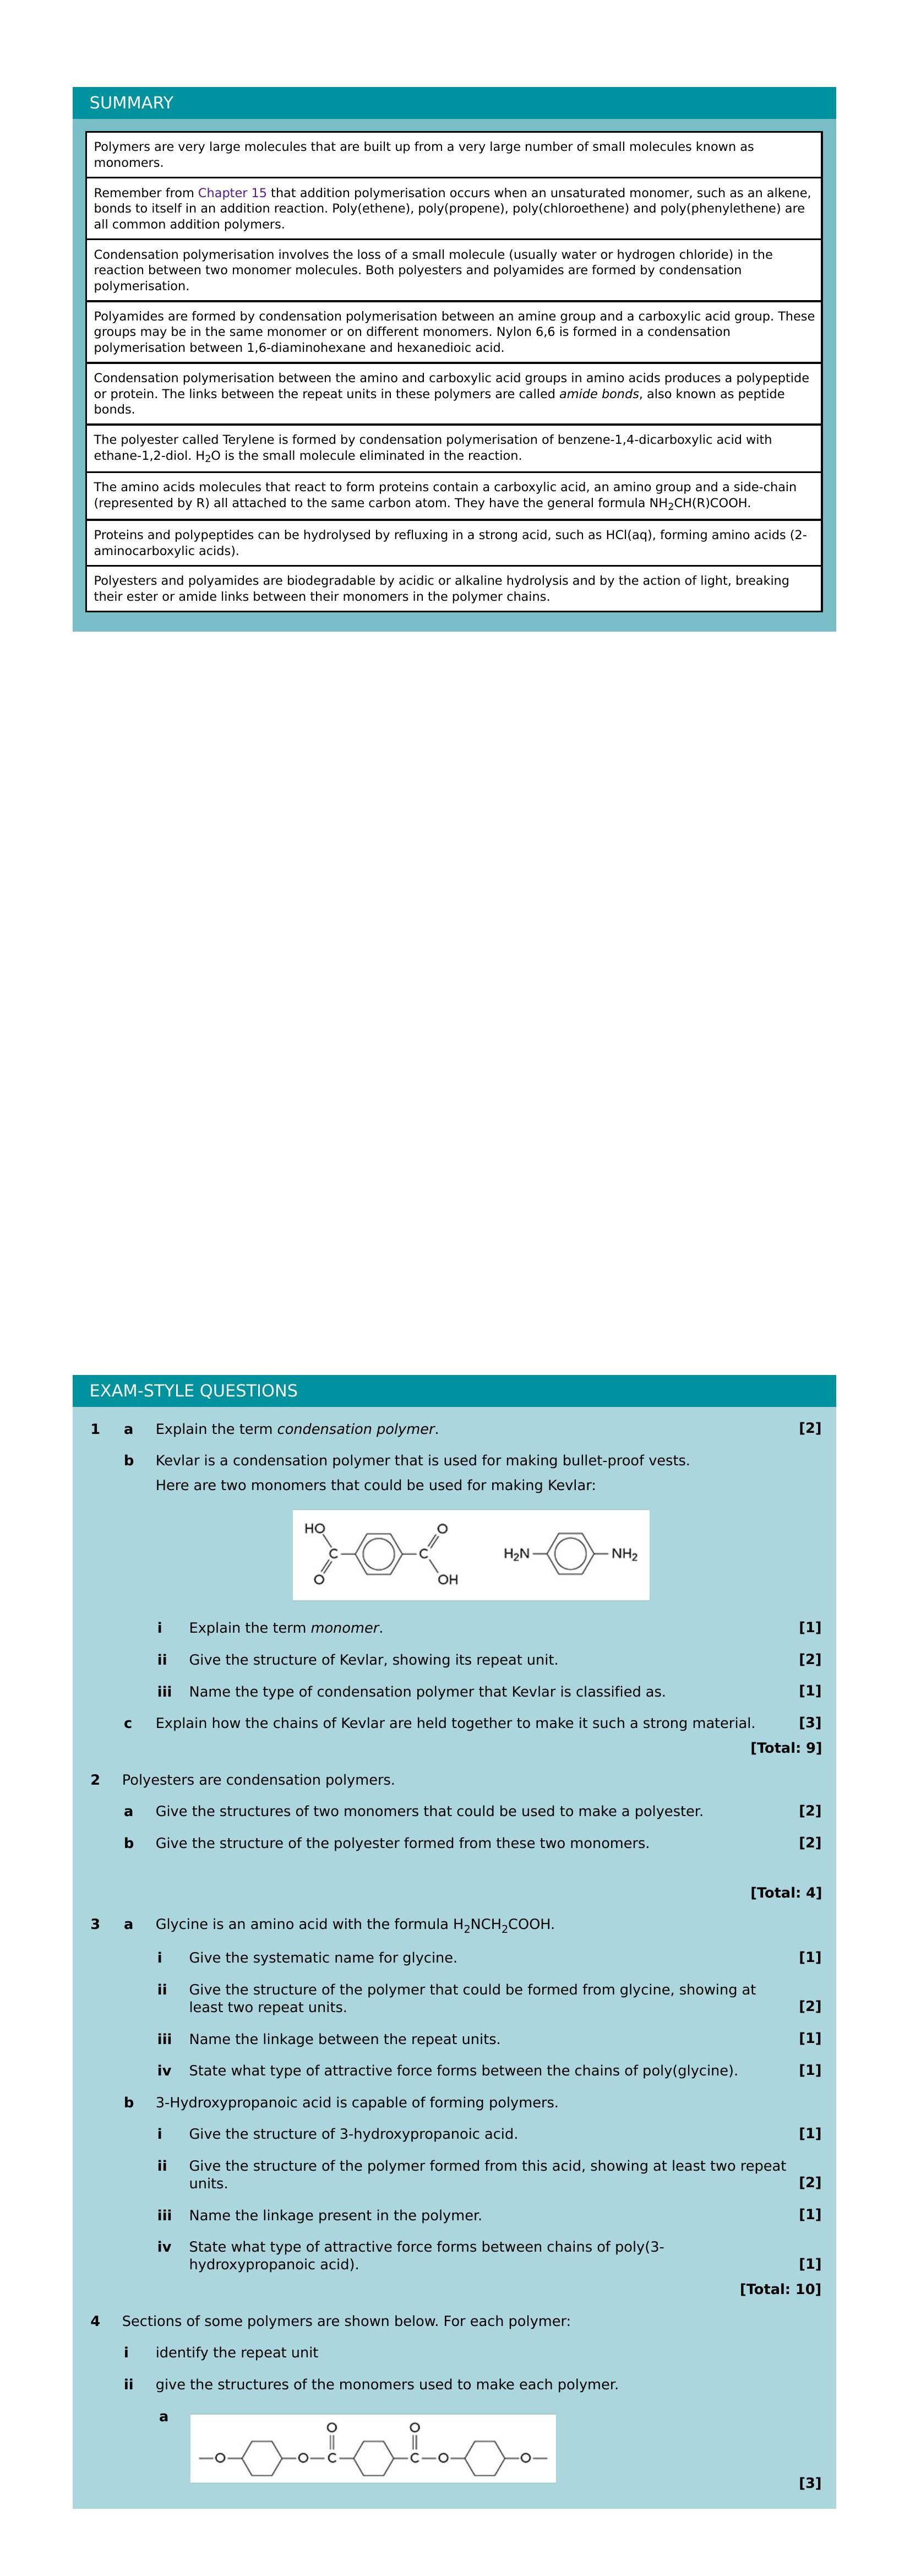 SUMMARY
Polymers are very large molecules that are built up from a very large number of small molecules known as
monomers.
Remember from Chapter 15 that addition polymerisation occurs when an unsaturated monomer, such as an alkene,
bonds to itself in an addition reaction. Poly(ethene), poly(propene), poly(chloroethene) and poly(phenylethene) are
all common addition polymers.
Condensation polymerisation involves the loss of a small molecule (usually water or hydrogen chloride) in the
reaction between two monomer molecules. Both polyesters and polyamides are formed by condensation
polymerisation.
Polyamides are formed by condensation polymerisation between an amine group and a carboxylic acid group. These
groups may be in the same monomer or on different monomers. Nylon 6,6 is formed in a condensation
polymerisation between 1,6-diaminohexane and hexanedioic acid.
Condensation polymerisation between the amino and carboxylic acid groups in amino acids produces a polypeptide
or protein. The links between the repeat units in these polymers are called amide bonds, also known as peptide
bonds.
The polyester called Terylene is formed by condensation polymerisation of benzene-1,4-dicarboxylic acid with
ethane-1,2-diol. H2O is the small molecule eliminated in the reaction.
The amino acids molecules that react to form proteins contain a carboxylic acid, an amino group and a side-chain
(represented by R) all attached to the same carbon atom. They have the general formula NH2CH(R)COOH.
Proteins and polypeptides can be hydrolysed by refluxing in a strong acid, such as HCl(aq), forming amino acids (2-
aminocarboxylic acids).
Polyesters and polyamides are biodegradable by acidic or alkaline hydrolysis and by the action of light, breaking
their ester or amide links between their monomers in the polymer chains.
EXAM-STYLE QUESTIONS
1 a Explain the term condensation polymer. [2]
b Kevlar is a condensation polymer that is used for making bullet-proof vests.
Here are two monomers that could be used for making Kevlar:
HO O
C C H2N NH2
O OH
i Explain the term monomer. [1]
ii Give the structure of Kevlar, showing its repeat unit. [2]
iii Name the type of condensation polymer that Kevlar is classified as. [1]
c Explain how the chains of Kevlar are held together to make it such a strong material. [3]
[Total: 9]
2 Polyesters are condensation polymers.
a Give the structures of two monomers that could be used to make a polyester. [2]
b Give the structure of the polyester formed from these two monomers. [2]
[Total: 4]
3 a Glycine is an amino acid with the formula H2NCH2COOH.
i Give the systematic name for glycine. [1]
ii Give the structure of the polymer that could be formed from glycine, showing at
least two repeat units. [2]
iii Name the linkage between the repeat units. [1]
iv State what type of attractive force forms between the chains of poly(glycine). [1]
b 3-Hydroxypropanoic acid is capable of forming polymers.
i Give the structure of 3-hydroxypropanoic acid. [1]
ii Give the structure of the polymer formed from this acid, showing at least two repeat
units. [2]
iii Name the linkage present in the polymer. [1]
iv State what type of attractive force forms between chains of poly(3-
hydroxypropanoic acid). [1]
[Total: 10]
4 Sections of some polymers are shown below. For each polymer:
i identify the repeat unit
ii give the structures of the monomers used to make each polymer.
a
O O
O O C C O O
[3]